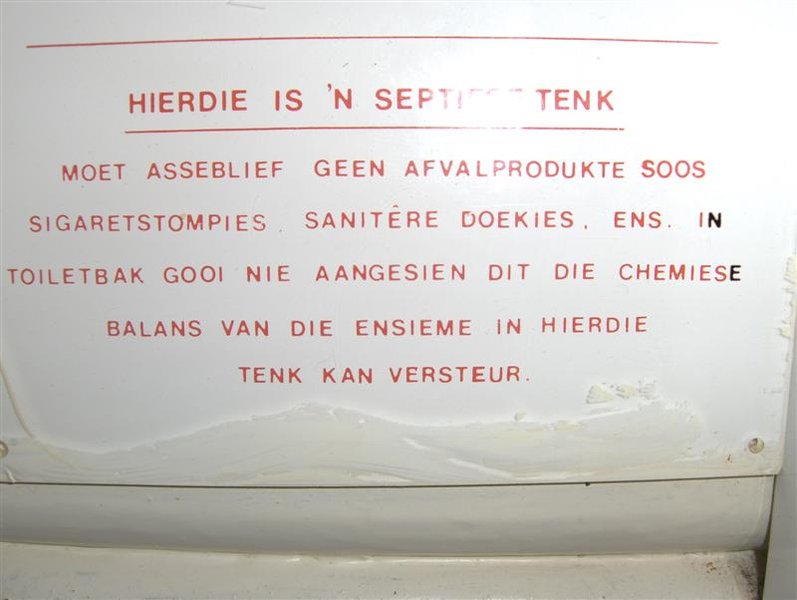 HIERDIE IS 'N SEPTIESE TENK
MOET ASSEBLIEF GEEN AFVALPRODUKTE SOOS
SIGARETSTOMPIES, SANITÊRE DOEKIES, ENS. IN
TOILETBAK GOOI NIE AANGESIEN DIT DIE CHEMIESE
BALANS VAN DIE ENSIEME IN HIERDIE
TENK KAN VERSTEUR.